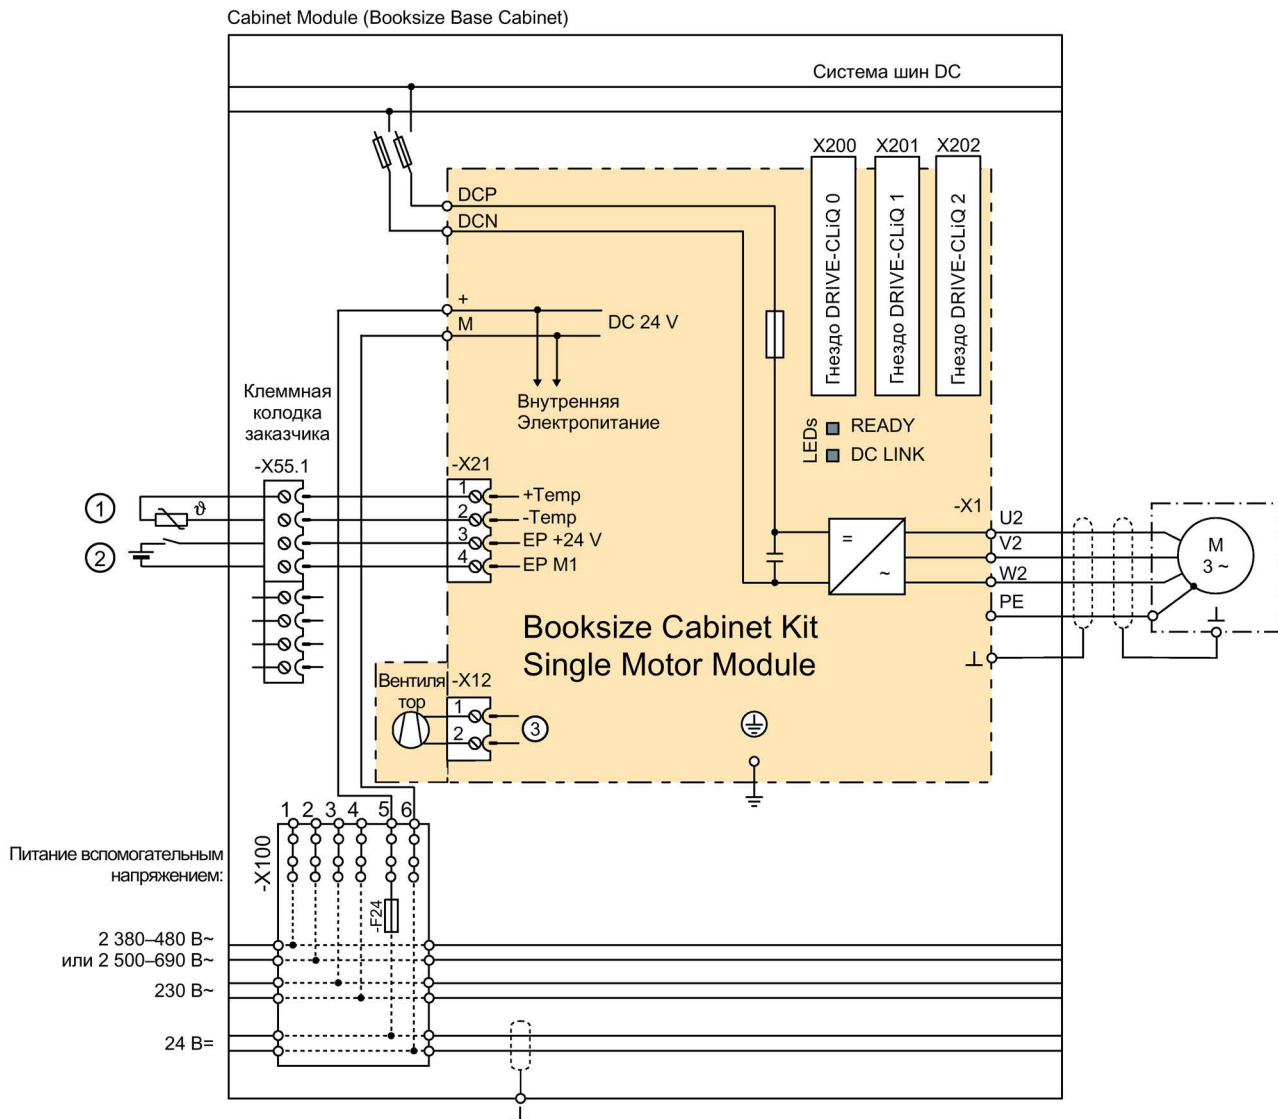 Cabinet Module (Booksize Base Cabinet)
Система шин DC
X200
X201
X202
Гнездо DRIVE-CLiQ 0
Гнездо DRIVE-CLiQ 1
Гнездо DRIVE-CLiQ 2
DCP
DCN
+
M
DC 24 V
Внутренняя
Электропитание
LEDs
READY
DC LINK
Клеммная
колодка
заказчика
-X55.1
-X21
1
ϑ
1
+Temp
2
-Temp
3
EP +24 V
2
4
EP M1
-X1
U2
V2
W2
PE
=
~
M
3 ~
Booksize Cabinet Kit
Single Motor Module
Вентиля
тор
-X12
1
2
3
1 2 3 4 5 6
-X100
-F24
Питание вспомогательным
напряжением:
2 380–480 В~
или 2 500–690 В~
230 В~
24 В=